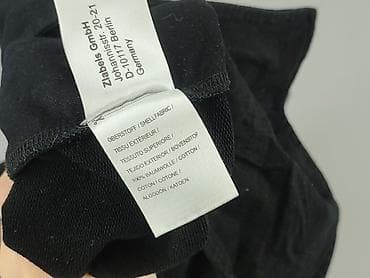 Zlabels GmbH
Johannisstr. 20-21
D-10117 Berlin
Germany
OBERSTOFF / SHELL FABRIC /
TISSU EXTÉRIEUR /
TESSUTO SUPERIORE /
TEJIDO EXTERIOR / BOVENSTOF
100% BAUMWOLLE / COTTON /
COTON / COTONE /
ALGODÓN / KATOEN